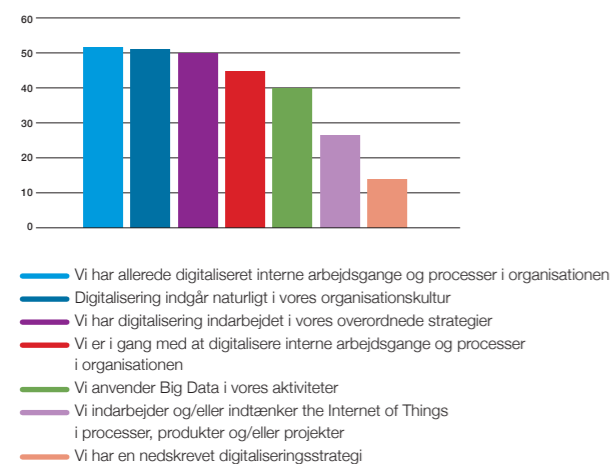 60
50
40
30
20
10
0
Vi har allerede digitaliseret interne arbejdsgange og processer i organisationen
Digitalisering indgår naturligt i vores organisationskultur
Vi har digitalisering indarbejdet i vores overordnede strategier
Vi er i gang med at digitalisere interne arbejdsgange og processer
i organisationen
Vi anvender Big Data i vores aktiviteter
Vi indarbejder og/eller indtænker the Internet of Things
i processer, produkter og/eller projekter
Vi har en nedskrevet digitaliseringsstrategi